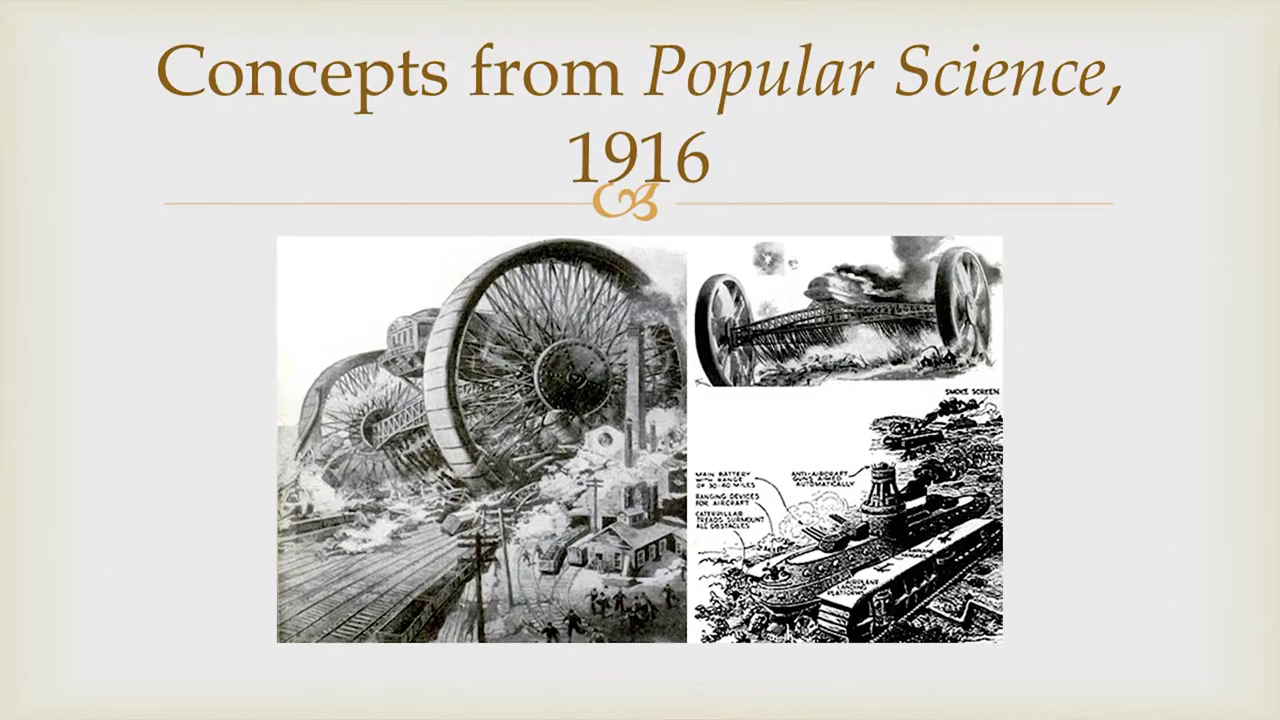 Concepts from Popular Science,
1916
SMOKE SCREEN
MAIN BATTERY
WITH RANGE
OF 30-40 MILES
ANTI-AIRCRAFT
GUNS AIMED
AUTOMATICALLY
RANGING DEVICES
FOR AIRCRAFT
CATERPILLAR
TREADS SURMOUNT
ALL OBSTACLES
LANDING